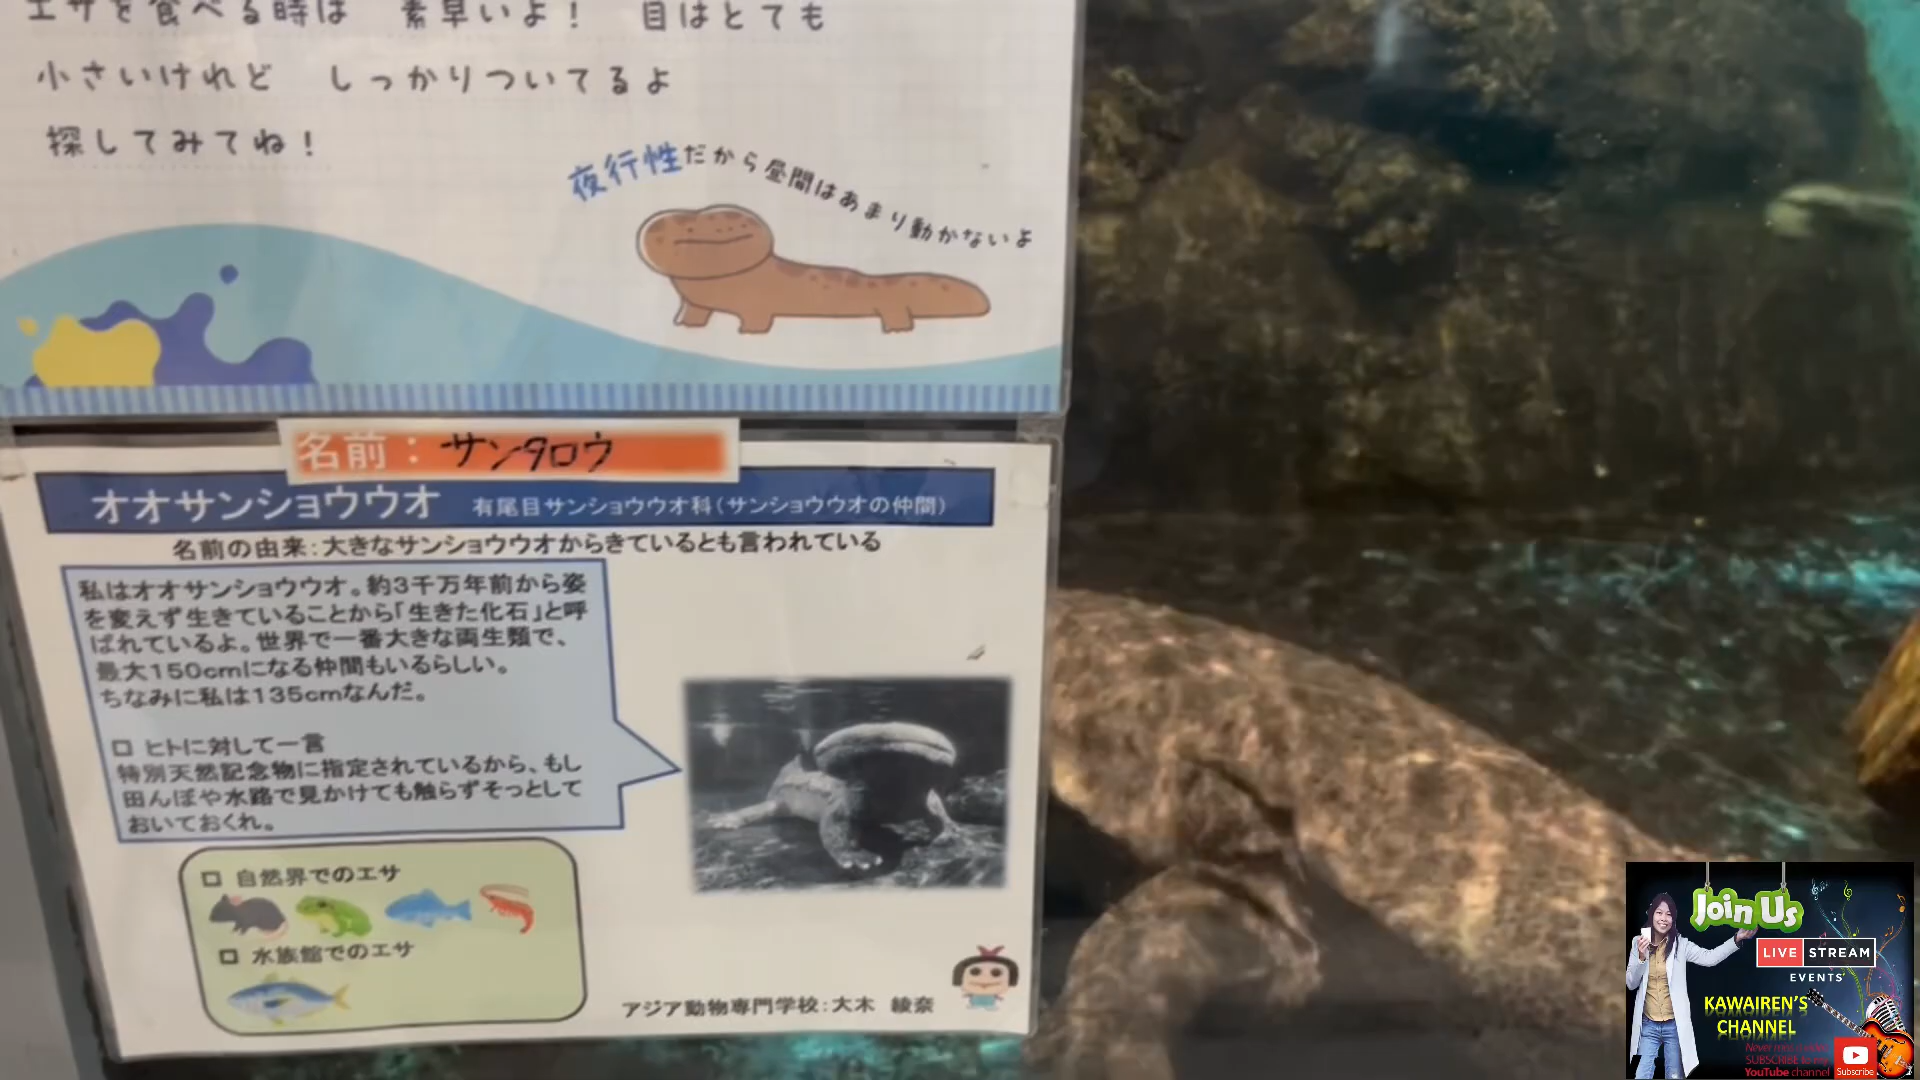 エサを食べる時は 素早いよ! 目はとても
小さいけれど しっかりついてるよ
探してみてね!
夜行性だから昼間はあまり動かないよ
名前:サンタロウ
オオサンショウウオ 有尾目サンショウウオ科(サンショウウオの仲間)
名前の由来:大きなサンショウウオからきているとも言われている
私はオオサンショウウオ。約3千万年前から姿
を変えず生きていることから「生きた化石」と呼
ばれているよ。世界で一番大きな両生類で、
最大150cmになる仲間もいるらしい。
ちなみに私は135cmなんだ。
□ ヒトに対して一言
特別天然記念物に指定されているから、もし
田んぼや水路で見かけても触らずそっとして
おいておくれ。
□ 自然界でのエサ
□ 水族館でのエサ
アジア動物専門学校:大木 綾奈
Join Us
LIVE STREAM
EVENTS
KAWAIREN'S
CHANNEL
SUBSCRIBE to my
YouTube channel
Subscribe